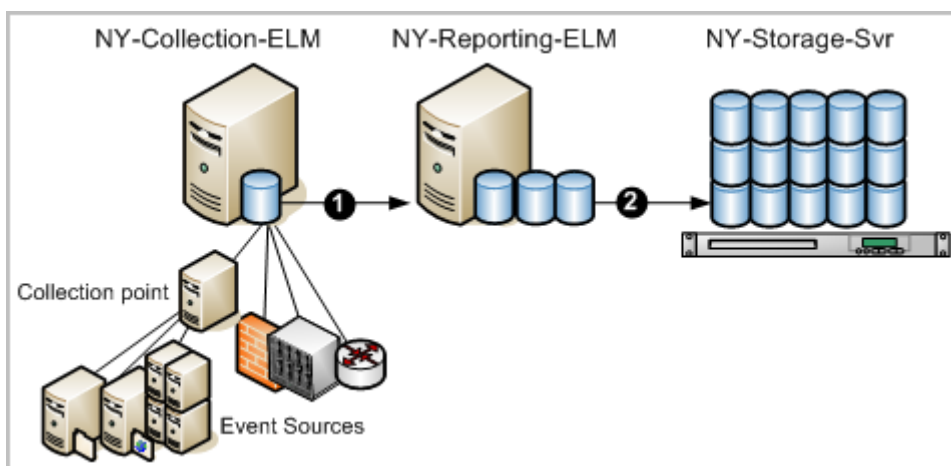 NY-Collection-ELM
NY-Reporting-ELM
NY-Storage-Svr
1
2
Collection point
Event Sources